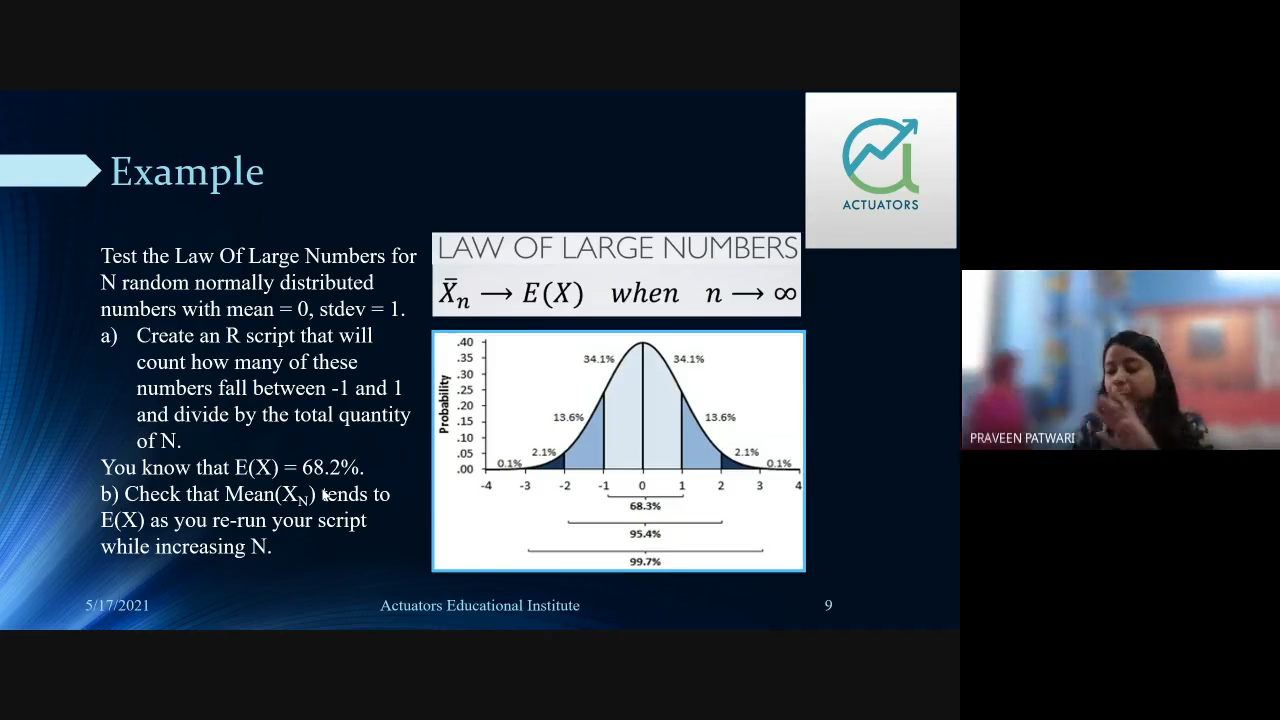 Example
ACTUATORS
Test the Law Of Large Numbers for
N random normally distributed
numbers with mean = 0, stdev = 1.
a) Create an R script that will
count how many of these
numbers fall between -1 and 1
and divide by the total quantity
of N.
You know that E(X) = 68.2%.
b) Check that Mean(X_N) tends to
E(X) as you re-run your script
while increasing N.
LAW OF LARGE NUMBERS
X̄_n → E(X) when n → ∞
Probability
.40
.35
.30
.25
.20
.15
.10
.05
.00
34.1% 34.1%
13.6% 13.6%
2.1% 2.1%
0.1% 0.1%
-4 -3 -2 -1 0 1 2 3 4
68.3%
95.4%
99.7%
5/17/2021 Actuators Educational Institute 9
PRAVEEN PATWARI